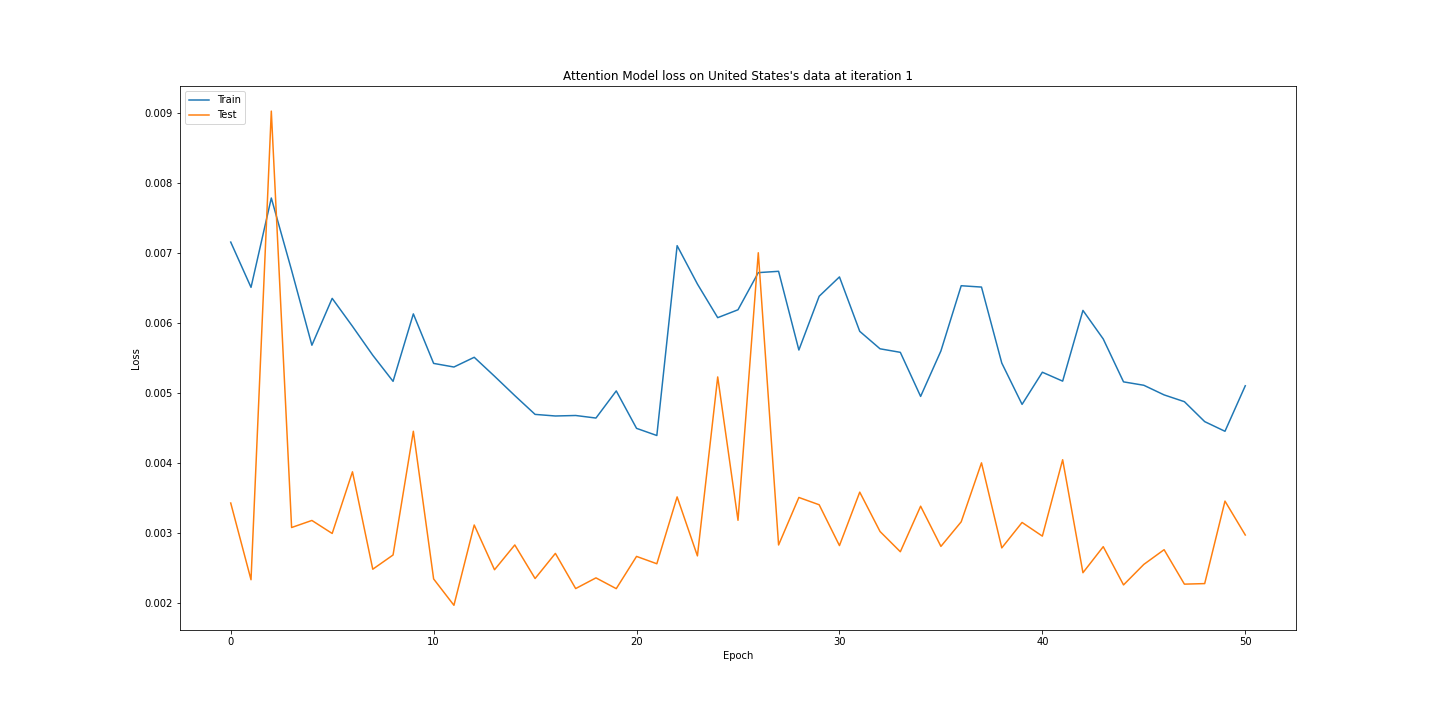 Attention Model loss on United States's data at iteration 1
Train
Test
0.009
0.008
0.007
0.006
0.005
0.004
0.003
0.002
Loss
0 10 20 30 40 50
Epoch